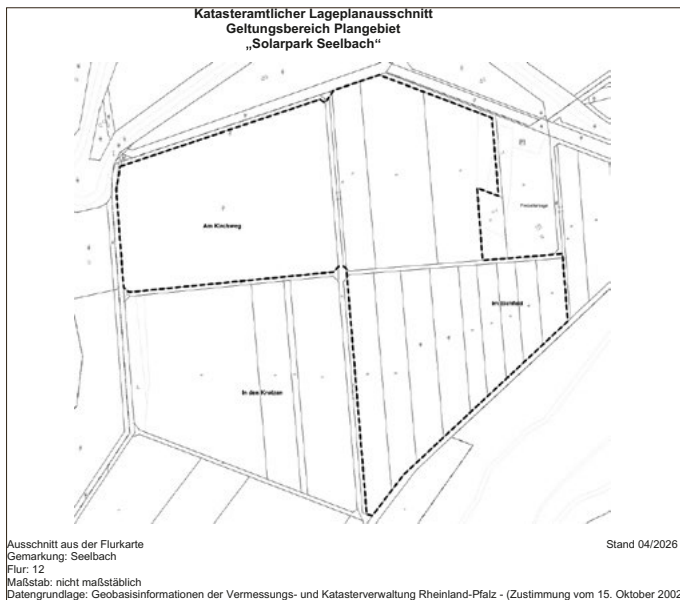 Katasteramtlicher Lageplanausschnitt
Geltungsbereich Plangebiet
„Solarpark Seelbach“
Am Kirchweg
In den Kratzen
Ausschnitt aus der Flurkarte
Stand 04/2026
Gemarkung: Seelbach
Flur: 12
Maßstab: nicht maßstäblich
Datengrundlage: Geobasisinformationen der Vermessungs- und Katasterverwaltung Rheinland-Pfalz - (Zustimmung vom 15. Oktober 2002